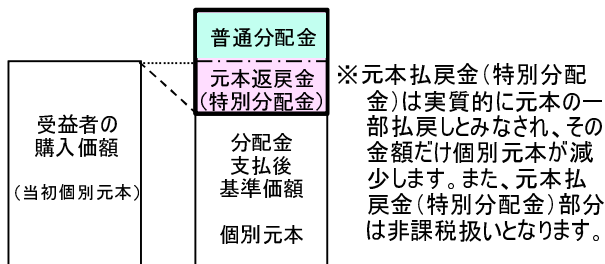 普通分配金
元本返戻金
(特別分配金)
受益者の
購入価額
(当初個別元本)
分配金
支払後
基準価額
個別元本
※元本払戻金(特別分配
金)は実質的に元本の一
部払戻しとみなされ、その
金額だけ個別元本が減
少します。また、元本払
戻金(特別分配金)部分
は非課税扱いとなります。